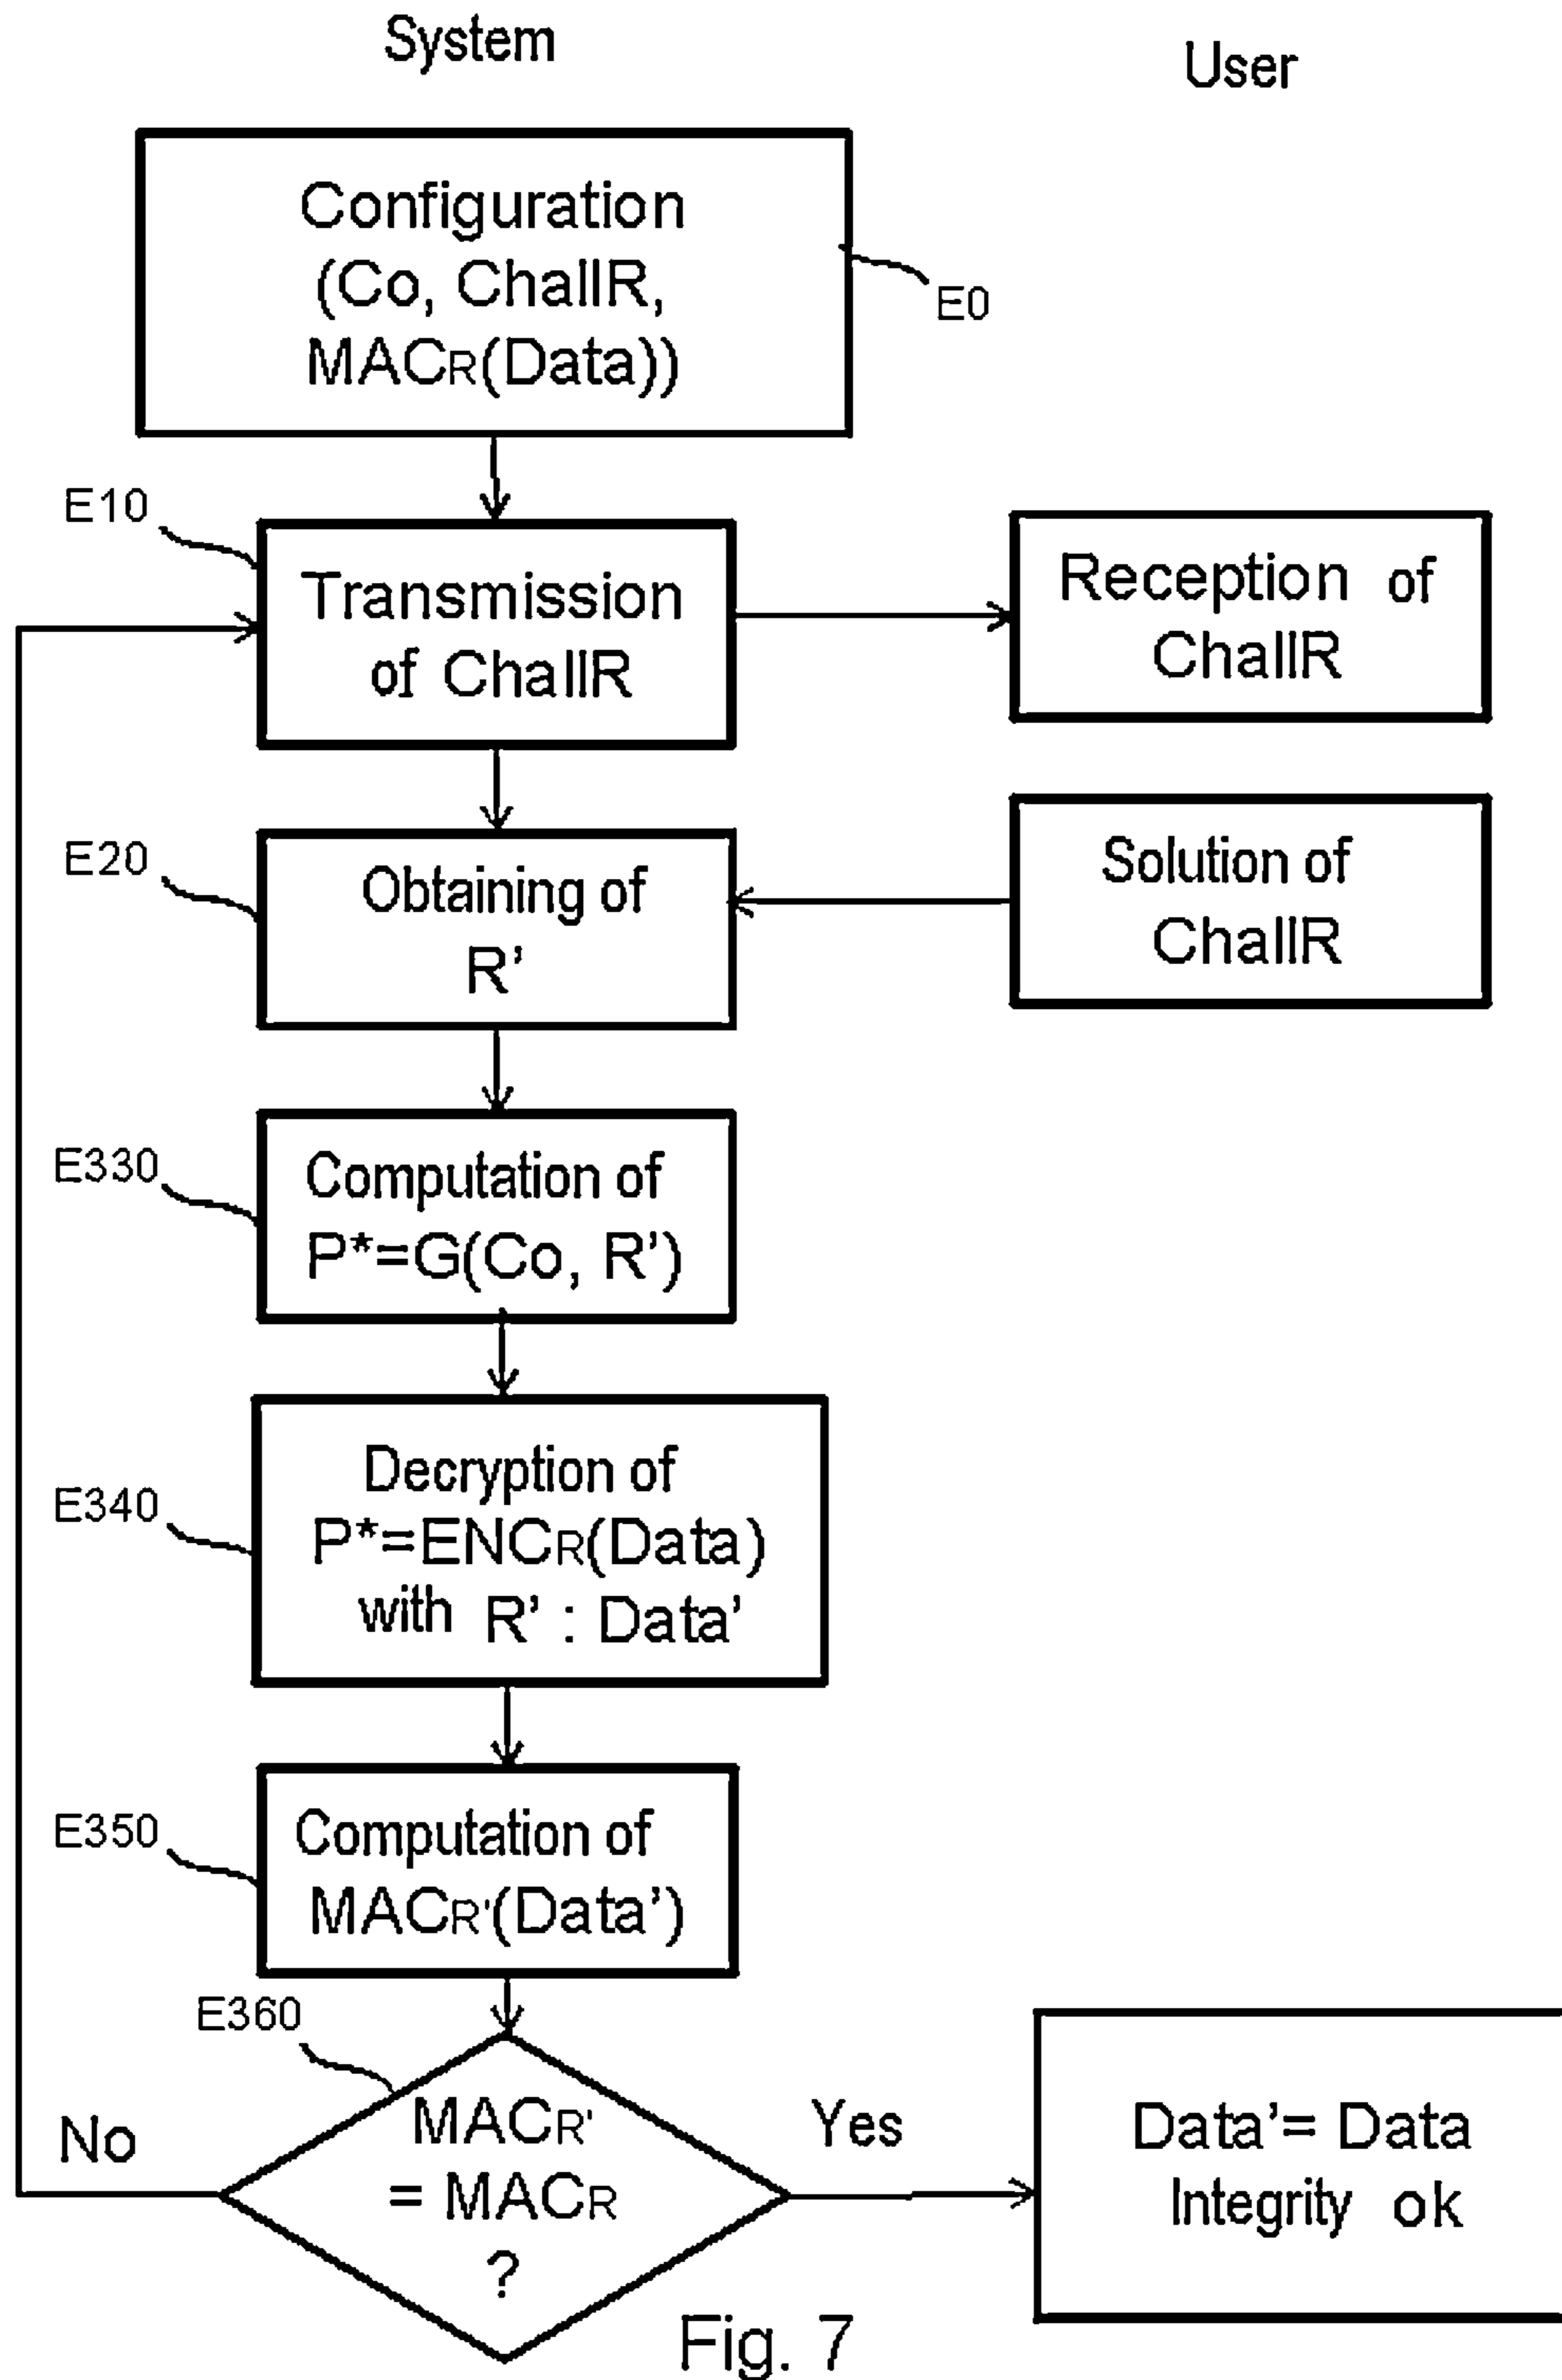 System
User
Configuration
(Co, ChallR,
MACR(Data))
E0
E10
Transmission
of ChallR
Reception of
ChallR
E20
Obtaining of
R'
Solution of
ChallR
E330
Computation of
P*=G(Co, R')
E340
Decryption of
P*=ENCR(Data)
with R' : Data'
E350
Computation of
MACR'(Data')
E360
MACR'
= MACR
?
No
Yes
Data'= Data
Integrity ok
Fig. 7